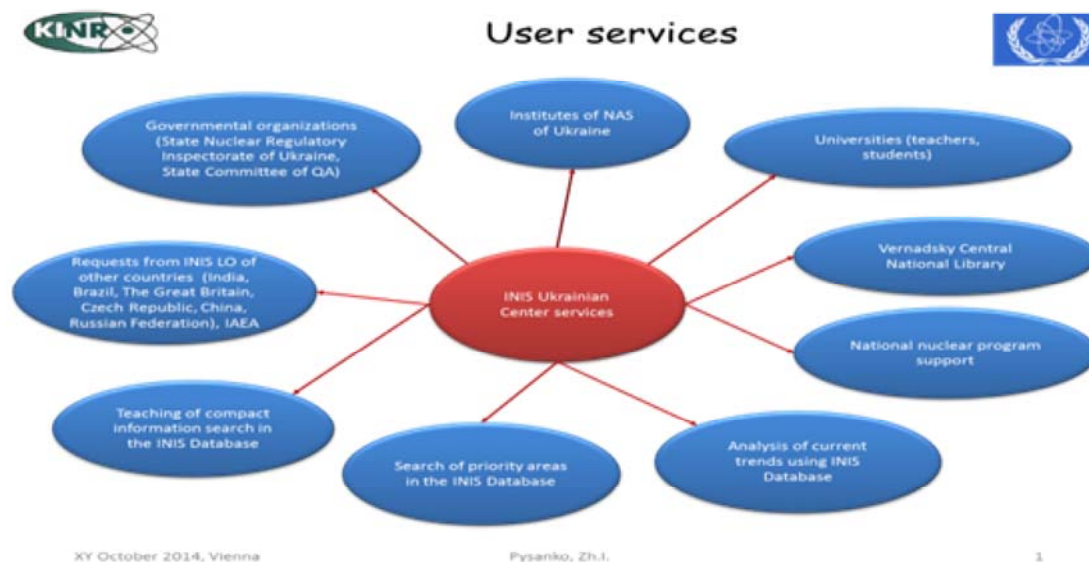 KINR
User services
Governmental organizations
(State Nuclear Regulatory
Inspectorate of Ukraine,
State Committee of QA)
Institutes of NAS
of Ukraine
Universities (teachers,
students)
Requests from INIS LO of
other countries (India,
Brazil, The Great Britain,
Czech Republic, China,
Russian Federation), IAEA
INIS Ukrainian
Center services
Vernadsky Central
National Library
National nuclear program
support
Teaching of compact
information search in
the INIS Database
Search of priority areas
in the INIS Database
Analysis of current
trends using INIS
Database
XY October 2014, Vienna
Pysanko, Zh.I.
1